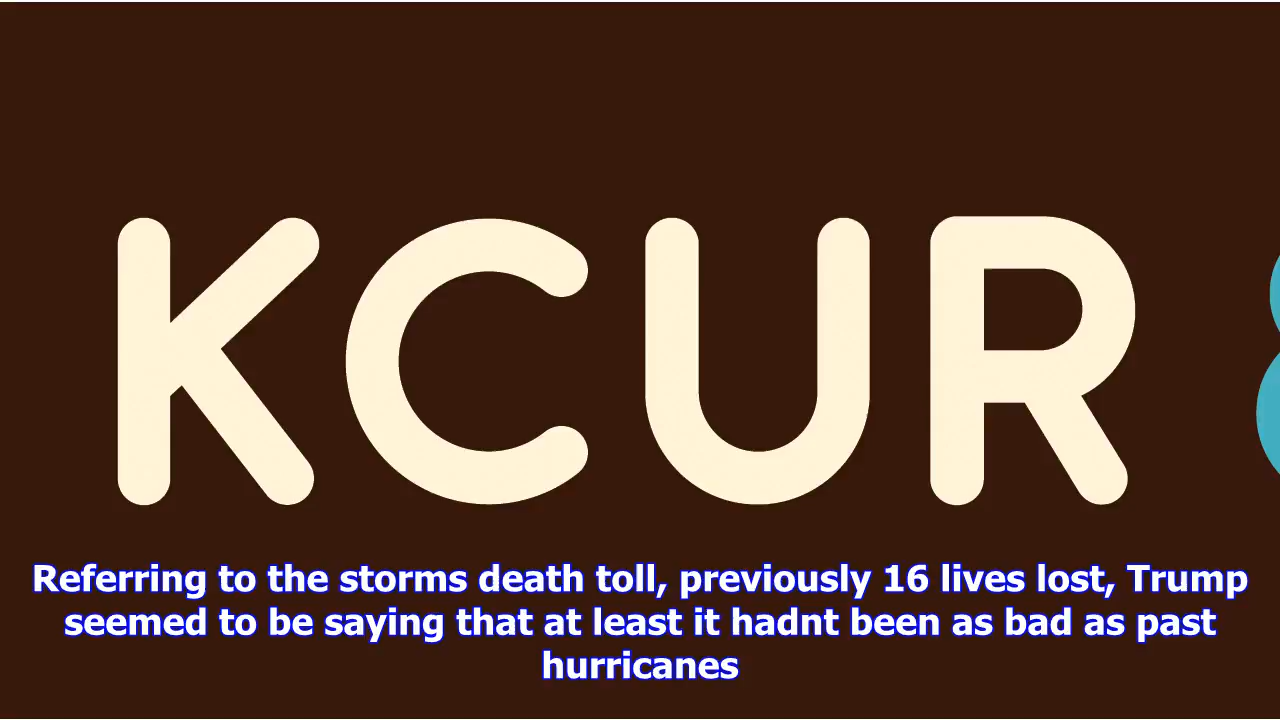 KCUR
Referring to the storms death toll, previously 16 lives lost, Trump
seemed to be saying that at least it hadnt been as bad as past
hurricanes